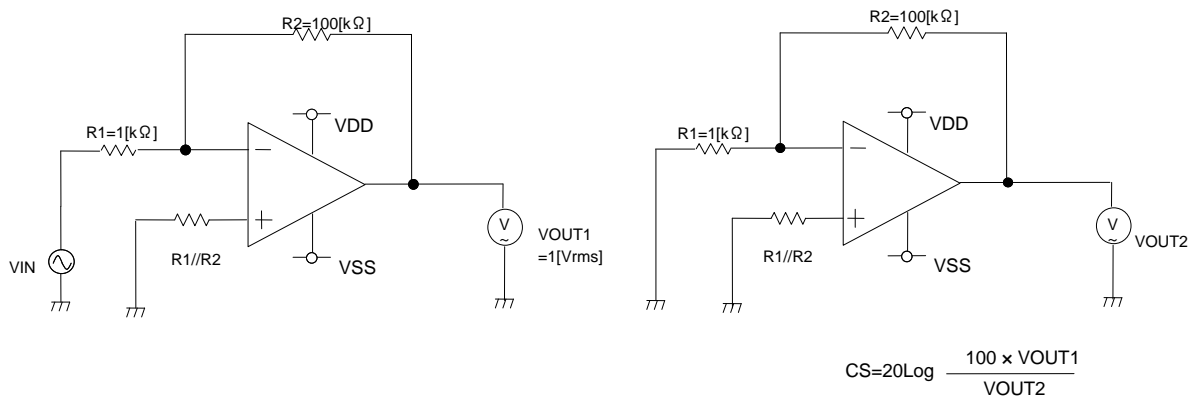 R2=100[kΩ]
VDD
R1=1[kΩ]
−
+
R1//R2
VIN
VSS
V
~
VOUT1
=1[Vrms]
R2=100[kΩ]
VDD
R1=1[kΩ]
−
+
R1//R2
VSS
V
~
VOUT2
CS=20Log 100 × VOUT1
VOUT2